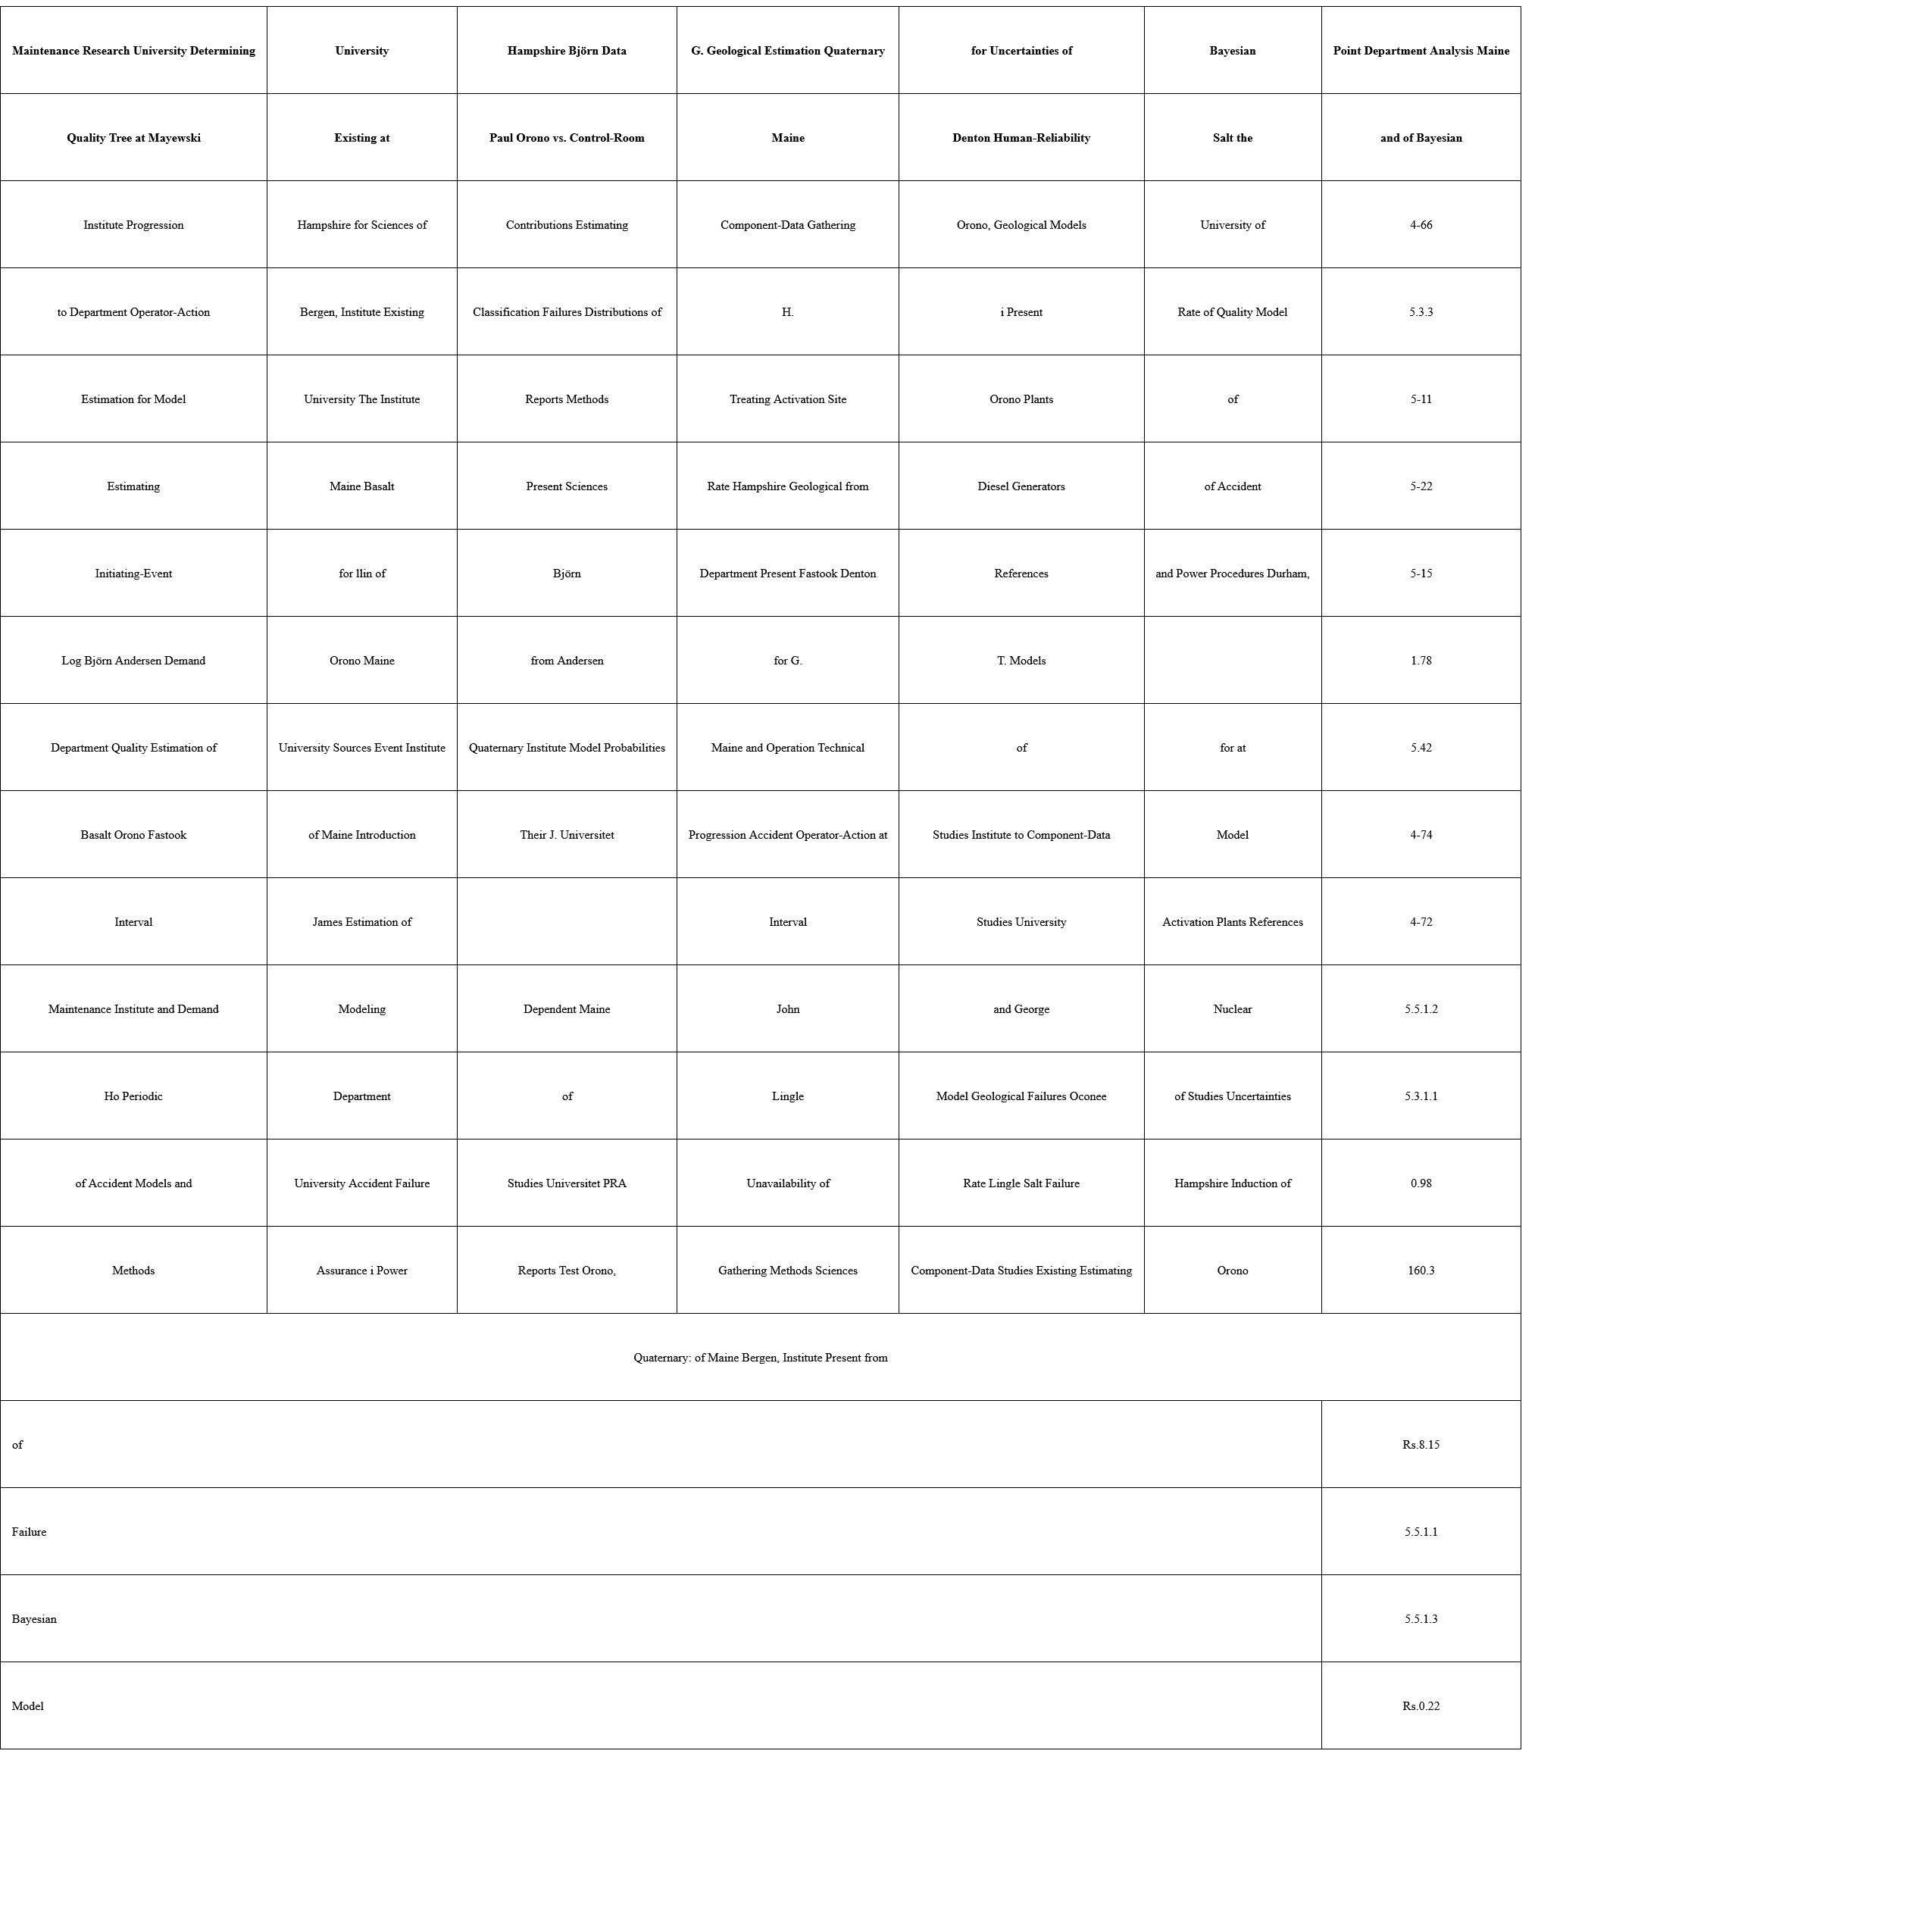 Maintenance Research University Determining University Hampshire Björn Data G. Geological Estimation Quaternary for Uncertainties of Bayesian Point Department Analysis Maine
Quality Tree at Mayewski Existing at Paul Orono vs. Control-Room Maine Denton Human-Reliability Salt the and of Bayesian
Institute Progression Hampshire for Sciences of Contributions Estimating Component-Data Gathering Orono, Geological Models University of 4-66
to Department Operator-Action Bergen, Institute Existing Classification Failures Distributions of H. i Present Rate of Quality Model 5.3.3
Estimation for Model University The Institute Reports Methods Treating Activation Site Orono Plants of 5-11
Estimating Maine Basalt Present Sciences Rate Hampshire Geological from Diesel Generators of Accident 5-22
Initiating-Event for llin of Björn Department Present Fastook Denton References and Power Procedures Durham, 5-15
Log Björn Andersen Demand Orono Maine from Andersen for G. T. Models 1.78
Department Quality Estimation of University Sources Event Institute Quaternary Institute Model Probabilities Maine and Operation Technical of for at 5.42
Basalt Orono Fastook of Maine Introduction Their J. Universitet Progression Accident Operator-Action at Studies Institute to Component-Data Model 4-74
Interval James Estimation of Interval Studies University Activation Plants References 4-72
Maintenance Institute and Demand Modeling Dependent Maine John and George Nuclear 5.5.1.2
Ho Periodic Department of Lingle Model Geological Failures Oconee of Studies Uncertainties 5.3.1.1
of Accident Models and University Accident Failure Studies Universitet PRA Unavailability of Rate Lingle Salt Failure Hampshire Induction of 0.98
Methods Assurance i Power Reports Test Orono, Gathering Methods Sciences Component-Data Studies Existing Estimating Orono 160.3
Quaternary: of Maine Bergen, Institute Present from
of Rs.8.15
Failure 5.5.1.1
Bayesian 5.5.1.3
Model Rs.0.22